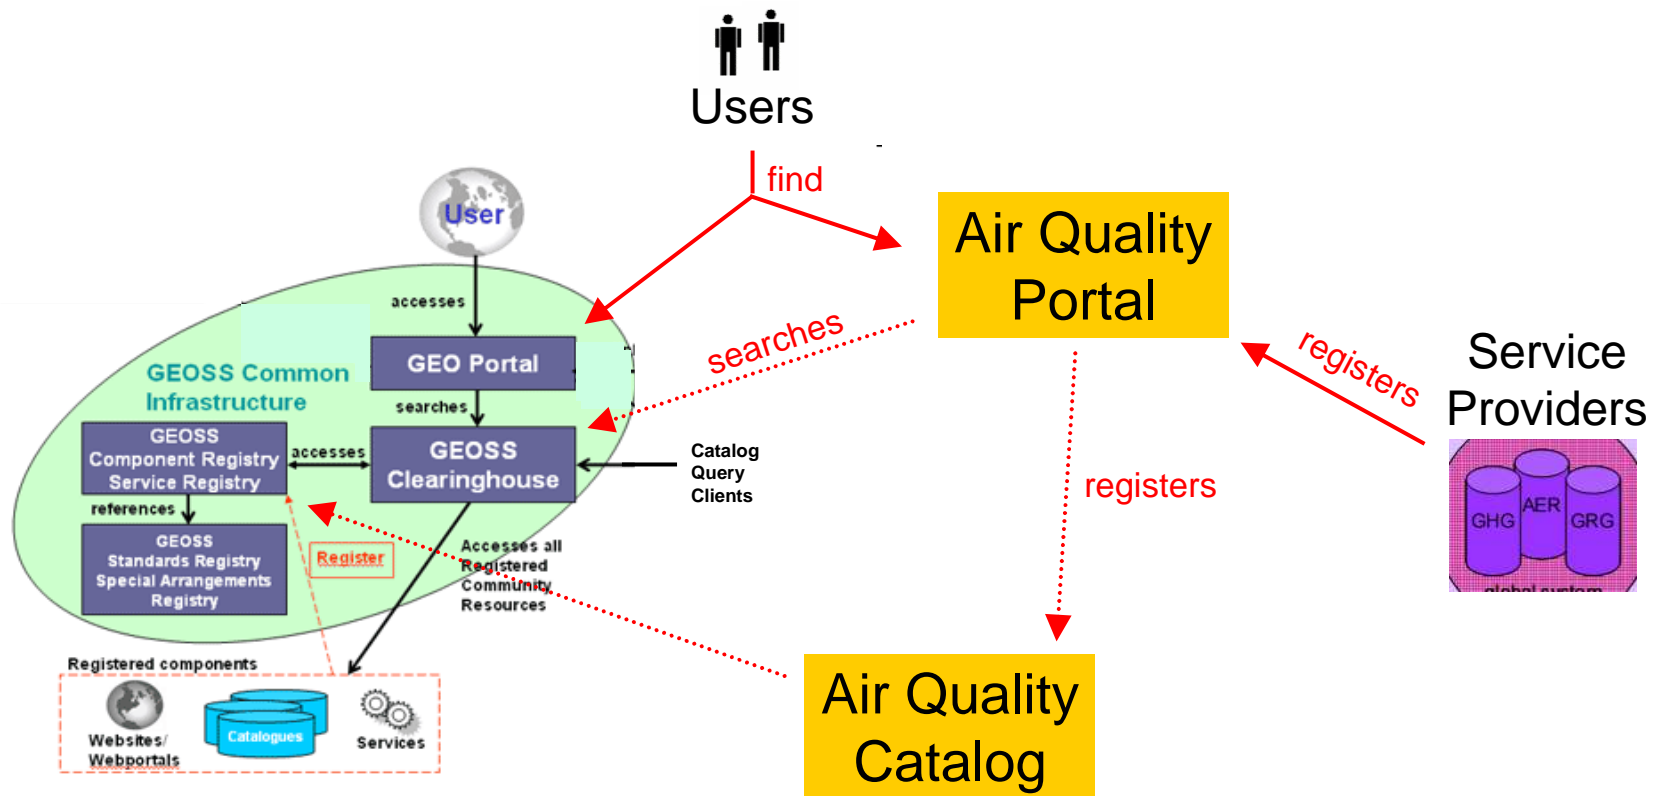 Users
find
User
Air Quality
Portal
accesses
searches
registers
Service
Providers
GEO Portal
GEOSS Common
Infrastructure
searches
GEOSS
Component Registry
Service Registry
accesses
GEOSS
Clearinghouse
Catalog
Query
Clients
registers
references
GHG
AER
GRG
global system
GEOSS
Standards Registry
Special Arrangements
Registry
Register
Accesses all
Registered
Community
Resources
Registered components
Websites/
Webportals
Catalogues
Services
Air Quality
Catalog